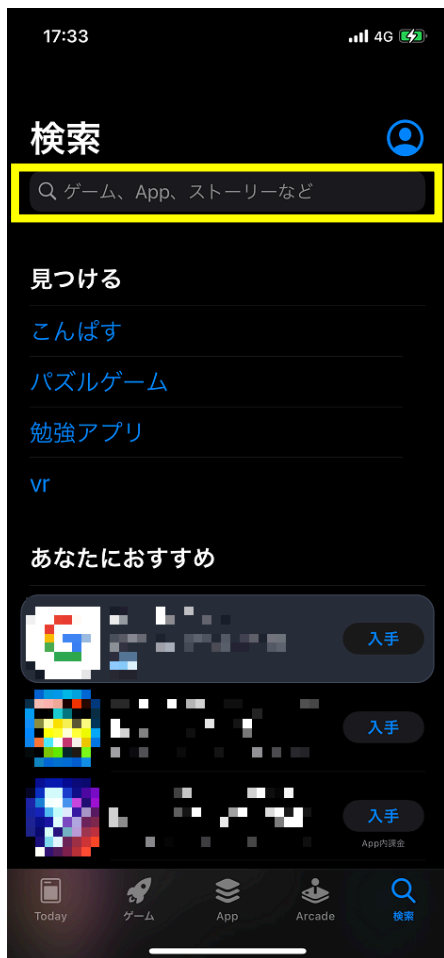 17:33
4G
検索
ゲーム、App、ストーリーなど
見つける
こんぱす
パズルゲーム
勉強アプリ
vr
あなたにおすすめ
G
入手
入手
入手
App内課金
Today
ゲーム
App
Arcade
検索